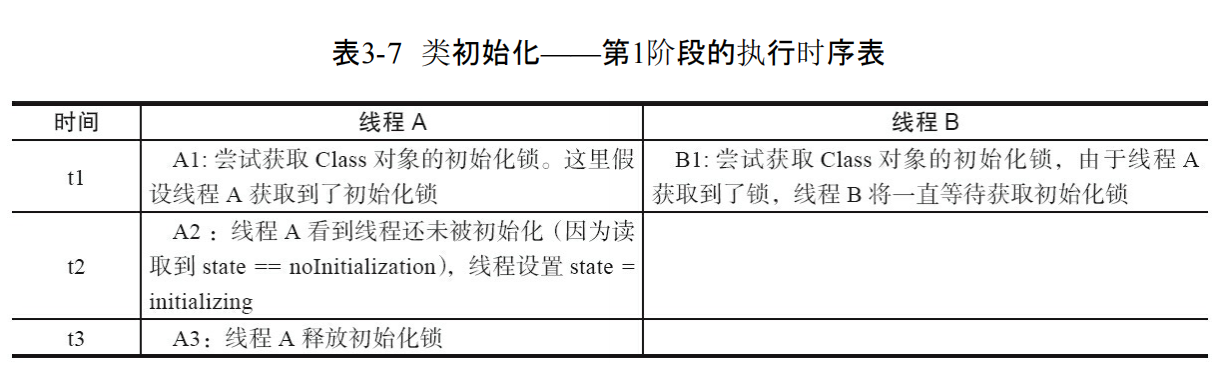 表3-7 类初始化——第1阶段的执行时序表
时间 线程 A 线程 B
A1: 尝试获取 Class 对象的初始化锁。这里假
t1
设线程 A 获取到了初始化锁
B1: 尝试获取 Class 对象的初始化锁，由于线程 A
获取到了锁，线程 B 将一直等待获取初始化锁
A2：线程 A 看到线程还未被初始化（因为读
t2
取到 state == noInitialization），线程设置 state =
initializing
t3 A3：线程 A 释放初始化锁